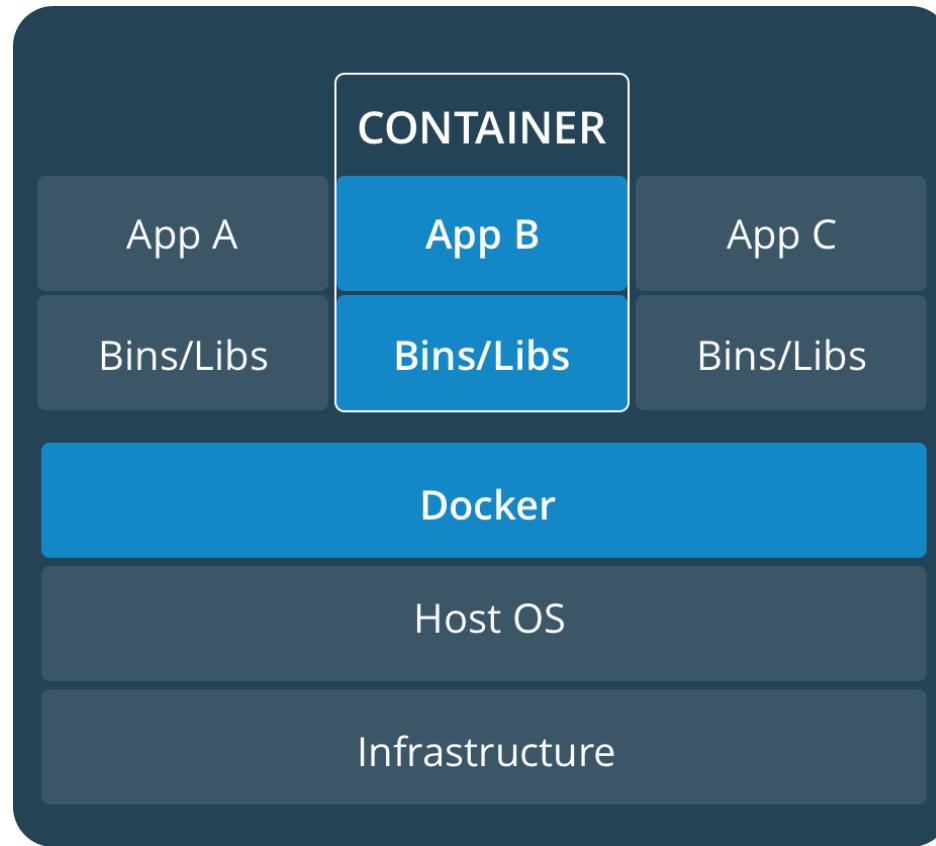 CONTAINER
App A
App B
App C
Bins/Libs
Bins/Libs
Bins/Libs
Docker
Host OS
Infrastructure